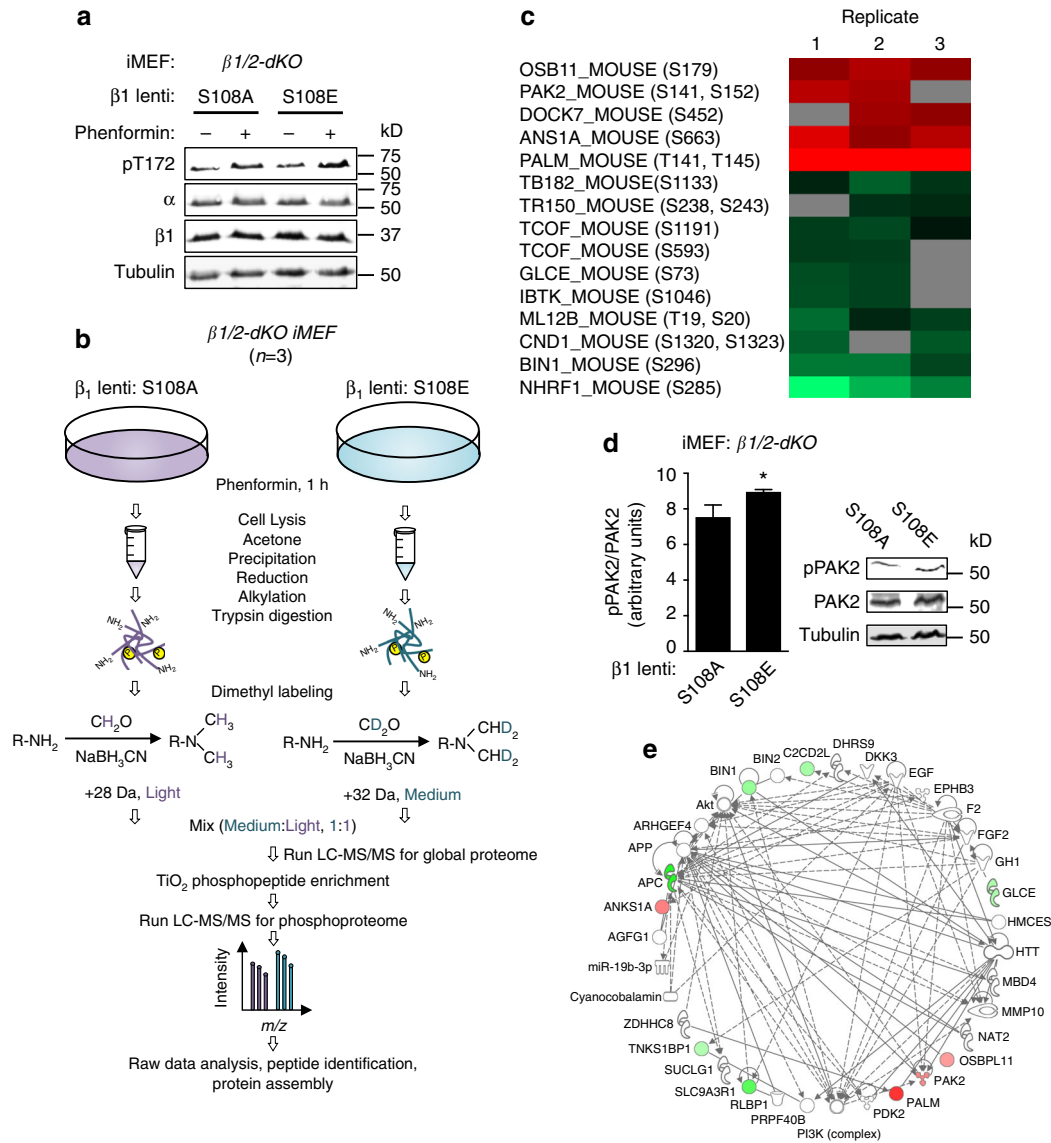 a
iMEF: β1/2-dKO
β1 lenti: S108A S108E
Phenformin: – + – + kD
pT172 75 50
α 75 50
β1 37
Tubulin 50
b
β1/2-dKO iMEF
(n=3)
β1 lenti: S108A β1 lenti: S108E
Phenformin, 1 h
Cell Lysis
Acetone
Precipitation
Reduction
Alkylation
Trypsin digestion
NH2 NH2 NH2 NH2 P P
NH2 NH2 NH2 NH2 P P
Dimethyl labeling
R-NH2 CH2O NaBH3CN R-N CH3 CH3
R-NH2 CD2O NaBH3CN R-N CHD2 CHD2
+28 Da, Light +32 Da, Medium
Mix (Medium:Light, 1:1)
Run LC-MS/MS for global proteome
TiO2 phosphopeptide enrichment
Run LC-MS/MS for phosphoproteome
Intensity
m/z
Raw data analysis, peptide identification,
protein assembly
c
Replicate
1 2 3
OSB11_MOUSE (S179)
PAK2_MOUSE (S141, S152)
DOCK7_MOUSE (S452)
ANS1A_MOUSE (S663)
PALM_MOUSE (T141, T145)
TB182_MOUSE(S1133)
TR150_MOUSE (S238, S243)
TCOF_MOUSE (S1191)
TCOF_MOUSE (S593)
GLCE_MOUSE (S73)
IBTK_MOUSE (S1046)
ML12B_MOUSE (T19, S20)
CND1_MOUSE (S1320, S1323)
BIN1_MOUSE (S296)
NHRF1_MOUSE (S285)
d
iMEF: β1/2-dKO
pPAK2/PAK2
(arbitrary units)
10
8
6
4
2
0
*
β1 lenti: S108A S108E
S108A S108E kD
pPAK2 50
PAK2 50
Tubulin 50
e
DHRS9
C2CD2L
DKK3
BIN2
EGF
BIN1
EPHB3
Akt
F2
ARHGEF4
FGF2
APP
GH1
APC
GLCE
ANKS1A
HMCES
AGFG1
HTT
miR-19b-3p
MBD4
Cyanocobalamin
MMP10
ZDHHC8
NAT2
TNKS1BP1
OSBPL11
SUCLG1
PAK2
SLC9A3R1
PALM
RLBP1
PDK2
PRPF40B
PI3K (complex)